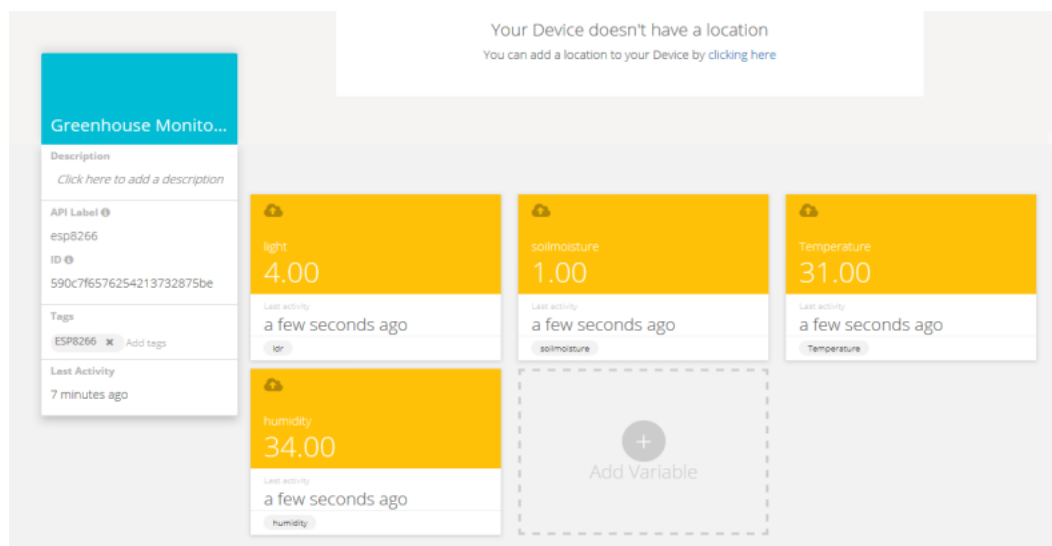 Your Device doesn't have a location
You can add a location to your Device by clicking here
Greenhouse Monito...
Description
Click here to add a description
API Label
esp8266
ID
590c7f6576254213732875be
Tags
ESP8266 ✖ Add tags
Last Activity
7 minutes ago
light
4.00
Last activity
a few seconds ago
ldr
soilmoisture
1.00
Last activity
a few seconds ago
soilmoisture
Temperature
31.00
Last activity
a few seconds ago
Temperature
humidity
34.00
Last activity
a few seconds ago
humidity
Add Variable